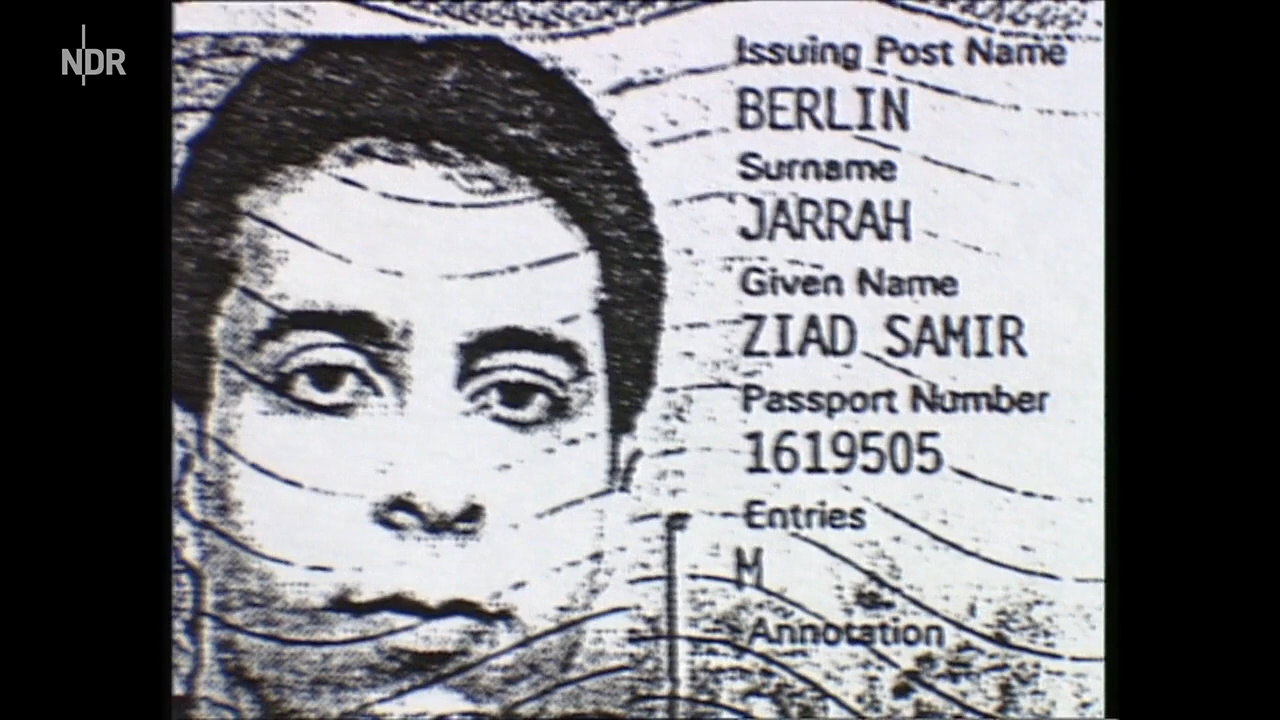 NDR
Issuing Post Name
BERLIN
Surname
JARRAH
Given Name
ZIAD SAMIR
Passport Number
1619505
Entries
M
Annotation